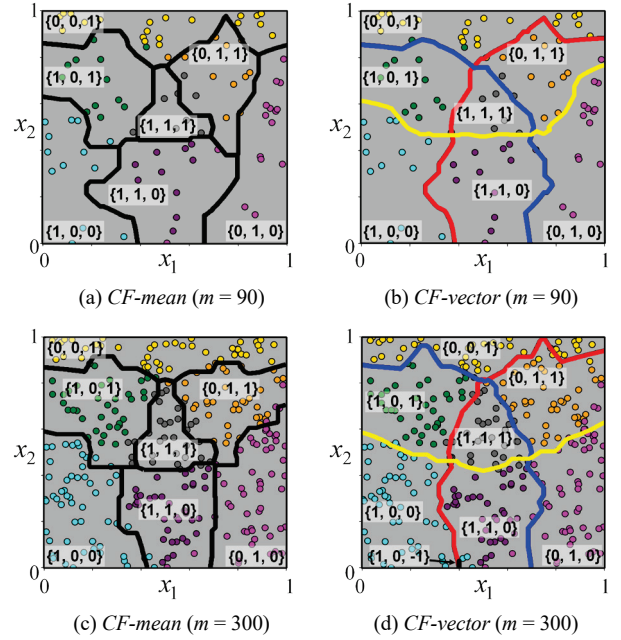 1
{0, 0, 1}
{0, 1, 1}
{1, 0, 1}
x2
{1, 1, 1}
{1, 1, 0}
{1, 0, 0}
{0, 1, 0}
0
0
x1
1
(a) CF-mean (m = 90)
1
{0, 0, 1}
{0, 1, 1}
{1, 0, 1}
x2
{1, 1, 1}
{1, 1, 0}
{1, 0, 0}
{0, 1, 0}
0
0
x1
1
(b) CF-vector (m = 90)
1
{0, 0, 1}
{1, 0, 1}
{0, 1, 1}
x2
{1, 1, 1}
{1, 1, 0}
{1, 0, 0}
{0, 1, 0}
0
0
x1
1
(c) CF-mean (m = 300)
1
{0, 0, 1}
{0, 1, 1}
{1, 0, 1}
x2
{1, 1, 1}
{1, 0, 0}
{1, 1, 0}
{1, 0, -1}
{0, 1, 0}
0
0
x1
1
(d) CF-vector (m = 300)